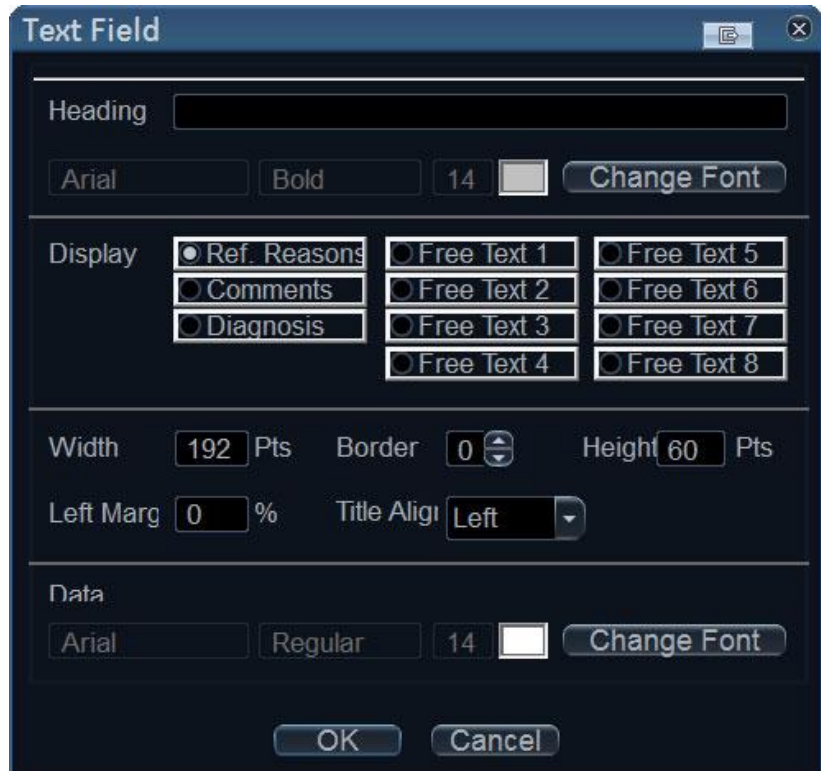 Text Field
Heading
Arial Bold 14 Change Font
Display Ref. Reasons Free Text 1 Free Text 5
Comments Free Text 2 Free Text 6
Diagnosis Free Text 3 Free Text 7
Free Text 4 Free Text 8
Width 192 Pts Border 0 Height 60 Pts
Left Marg 0 % Title Aligr Left
Data
Arial Regular 14 Change Font
OK Cancel